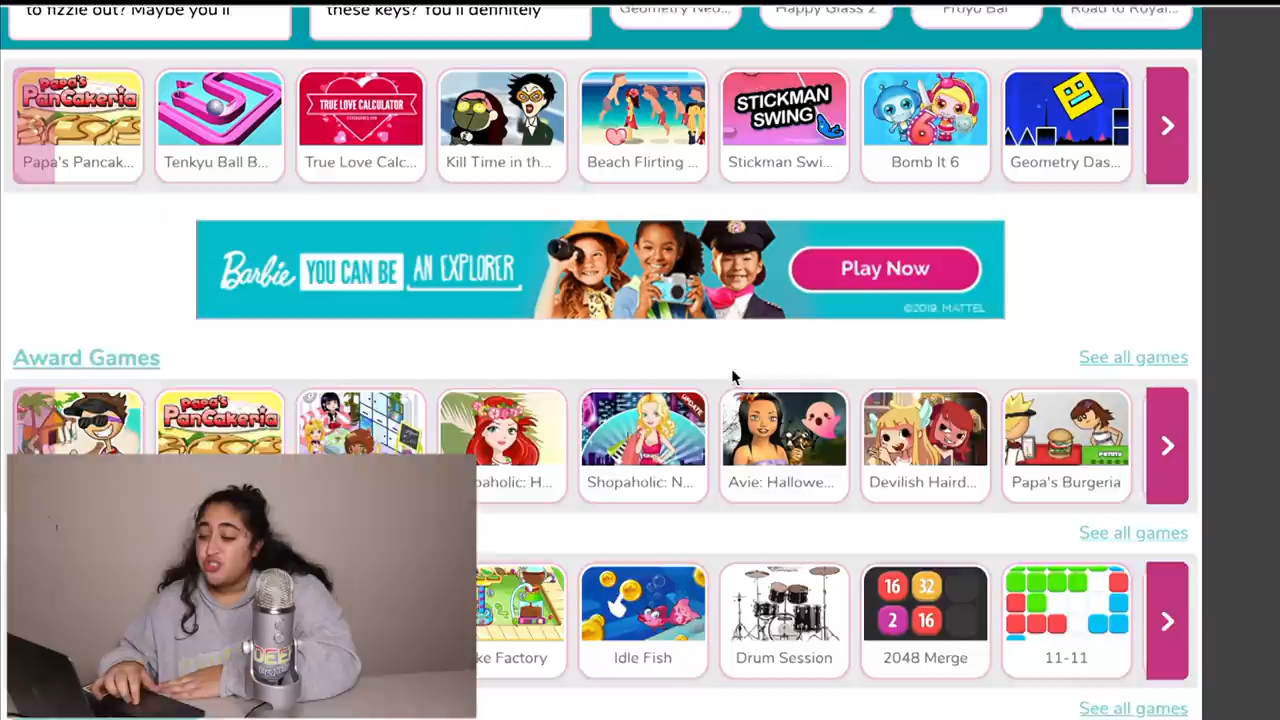 to fizzle out? Maybe you'll
these keys? You'll definitely
Geometry Neo...
Happy Glass 2
Froyo Bar
Road to Royal...
Papa's PanCakeria
TRUE LOVE CALCULATOR
STICKMAN SWING
Papa's Pancak...
Tenkyu Ball B...
True Love Calc...
Kill Time in th...
Beach Flirting ...
Stickman Swi...
Bomb It 6
Geometry Das...
Barbie YOU CAN BE AN EXPLORER
Play Now
©2019, MATTEL
Award Games
See all games
Papa's PanCakeria
UPDATE
paholic: H...
Shopaholic: N...
Avie: Hallowe...
Devilish Haird...
Papa's Burgeria
See all games
16 32
2 16
ke Factory
Idle Fish
Drum Session
2048 Merge
11-11
See all games